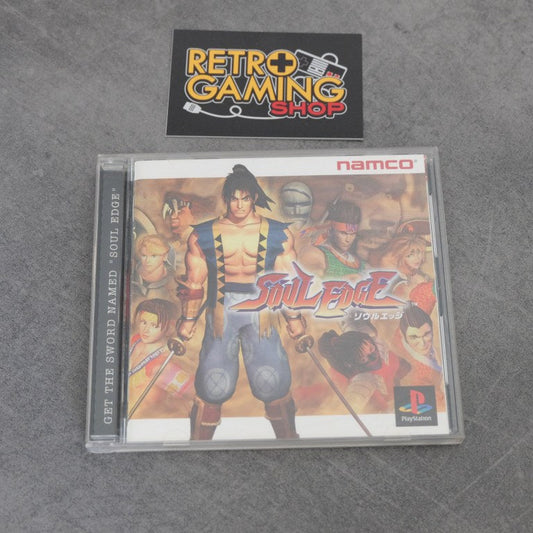 RETRO
GAMING
SHOP
namco
GET THE SWORD NAMED "SOUL EDGE"
SOUL EDGE
ソウルエッジ
PlayStation